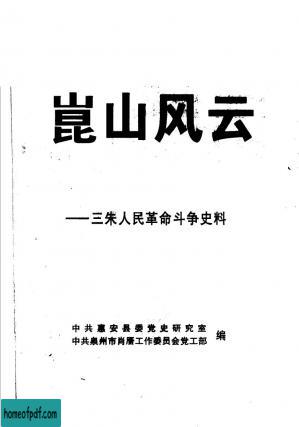 崑山风云
——三朱人民革命斗争史料
中共惠安县委党史研究室
中共泉州市肖厝工作委员会党工部 编
homeofpdf.com